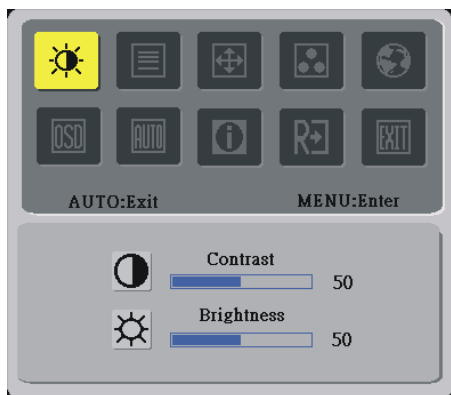 OSD AUTO i R EXIT
AUTO:Exit MENU:Enter
Contrast
50
Brightness
50